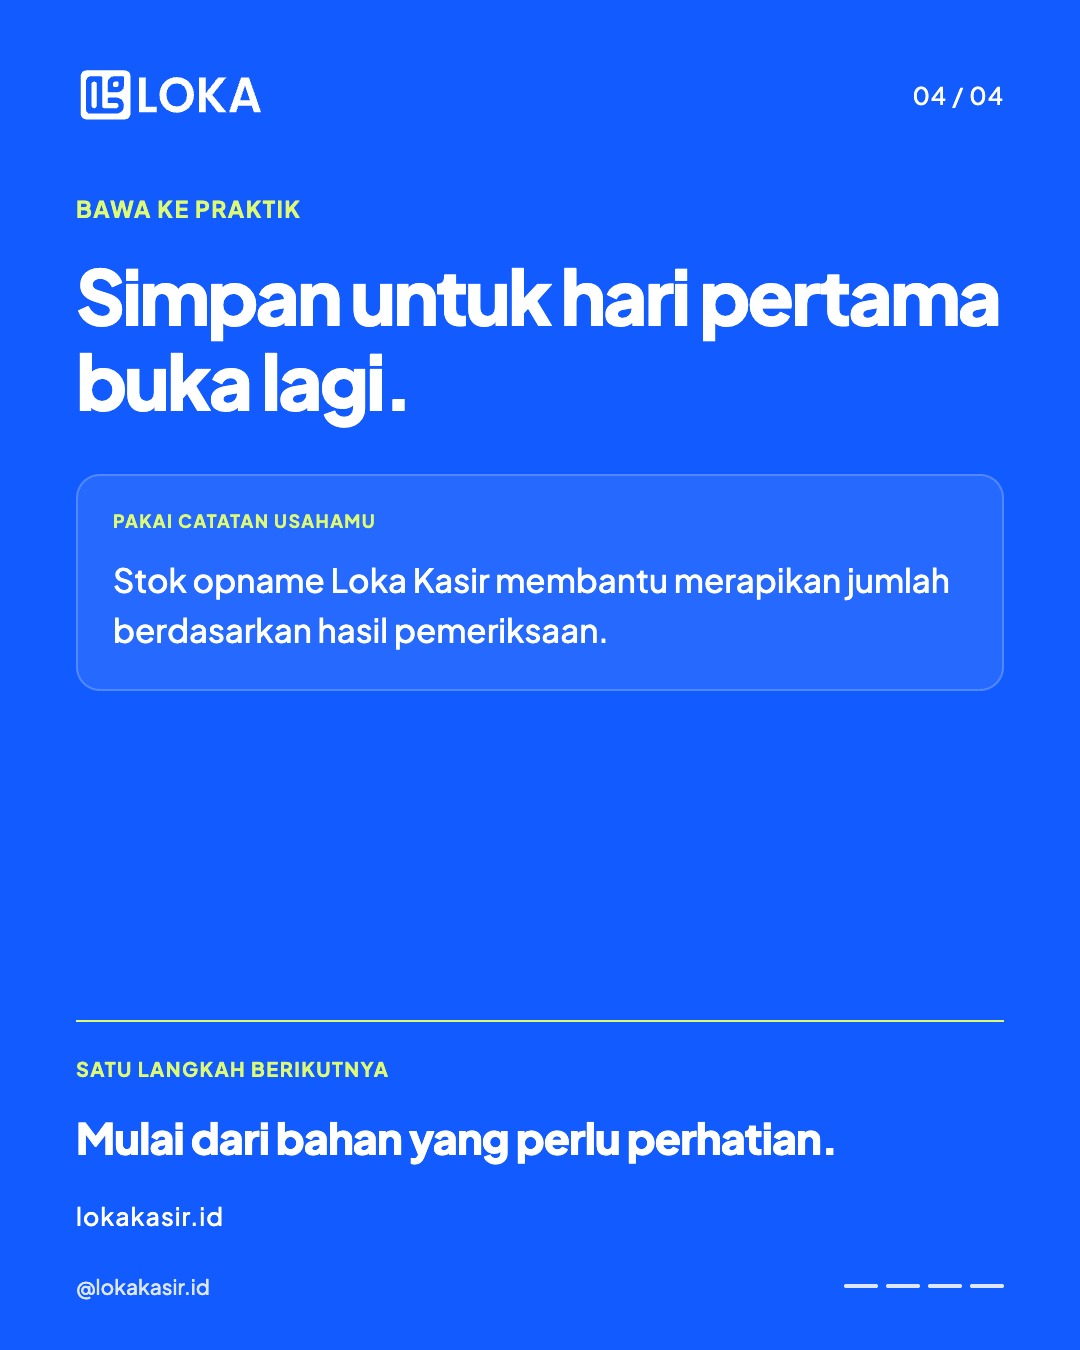 LOKA
04 / 04
BAWA KE PRAKTIK
Simpan untuk hari pertama
buka lagi.
PAKAI CATATAN USAHAMU
Stok opname Loka Kasir membantu merapikan jumlah
berdasarkan hasil pemeriksaan.
SATU LANGKAH BERIKUTNYA
Mulai dari bahan yang perlu perhatian.
lokakasir.id
@lokakasir.id